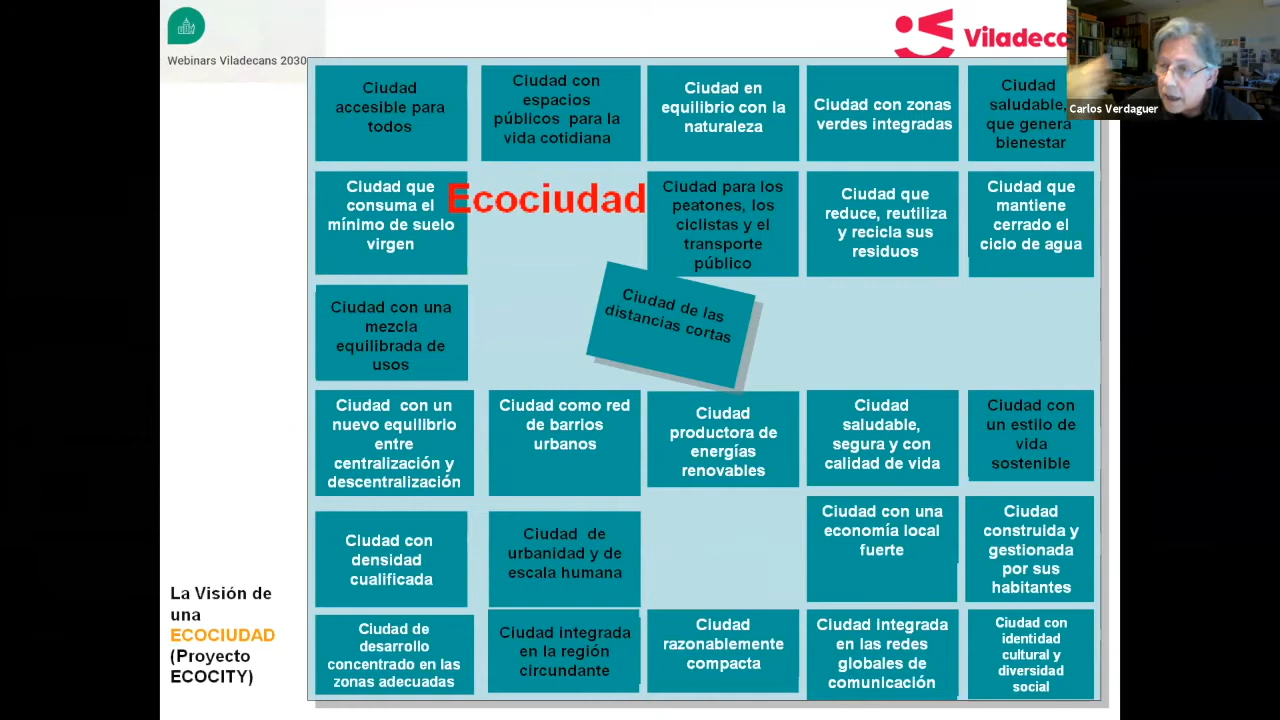 Webinars Viladecans 2030
Viladeca
Carlos Verdaguer
Ciudad
accesible para
todos
Ciudad con
espacios
públicos para la
vida cotidiana
Ciudad en
equilibrio con la
naturaleza
Ciudad con zonas
verdes integradas
Ciudad
saludable,
que genera
bienestar
Ciudad que
consuma el
mínimo de suelo
virgen
Ecociudad
Ciudad para los
peatones, los
ciclistas y el
transporte
público
Ciudad que
reduce, reutiliza
y recicla sus
residuos
Ciudad que
mantiene
cerrado el
ciclo de agua
Ciudad con una
mezcla
equilibrada de
usos
Ciudad de las
distancias cortas
Ciudad con un
nuevo equilibrio
entre
centralización y
descentralización
Ciudad como red
de barrios
urbanos
Ciudad
productora de
energías
renovables
Ciudad
saludable,
segura y con
calidad de vida
Ciudad con
un estilo de
vida
sostenible
Ciudad con
densidad
cualificada
Ciudad de
urbanidad y de
escala humana
Ciudad con una
economía local
fuerte
Ciudad
construida y
gestionada
por sus
habitantes
Ciudad de
desarrollo
concentrado en las
zonas adecuadas
Ciudad integrada
en la región
circundante
Ciudad
razonablemente
compacta
Ciudad integrada
en las redes
globales de
comunicación
Ciudad con
identidad
cultural y
diversidad
social
La Visión de
una
ECOCIUDAD
(Proyecto
ECOCITY)